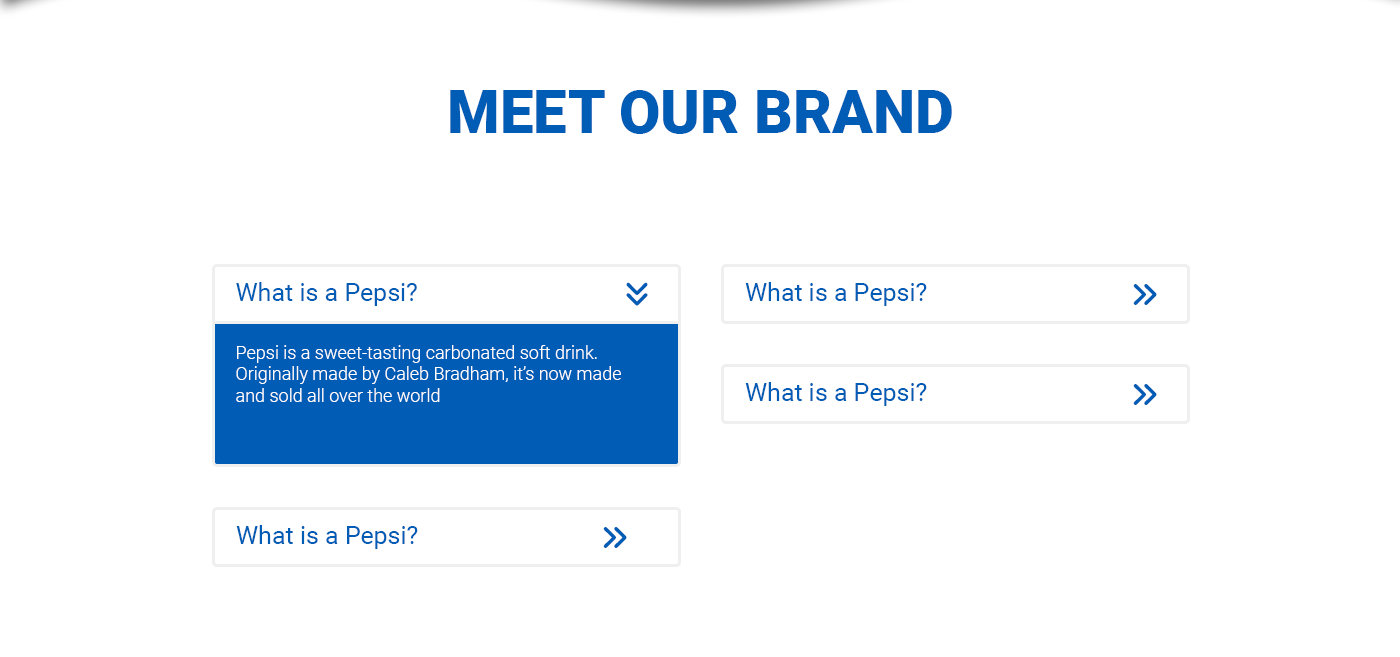 MEET OUR BRAND
What is a Pepsi?
Pepsi is a sweet-tasting carbonated soft drink.
Originally made by Caleb Bradham, it’s now made
and sold all over the world
What is a Pepsi?
What is a Pepsi?
What is a Pepsi?